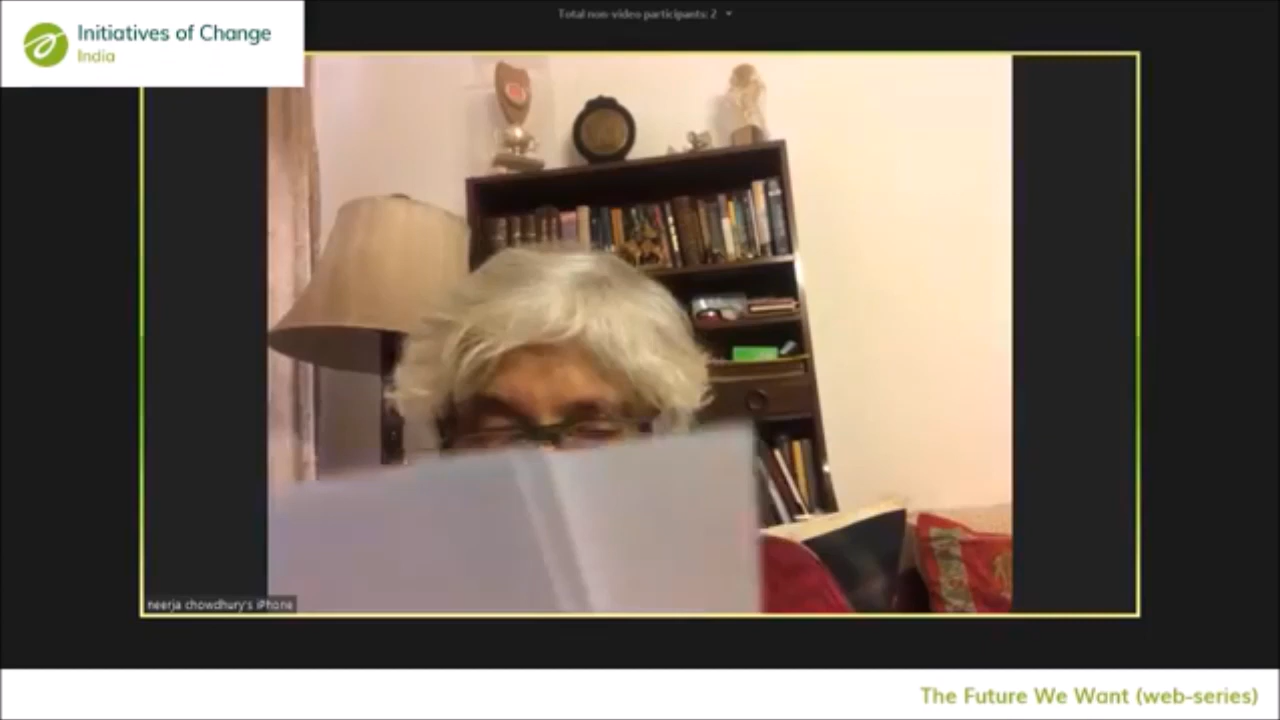 Initiatives of Change
India
Total non-video participants: 2
neerja chowdhury's iPhone
The Future We Want (web-series)